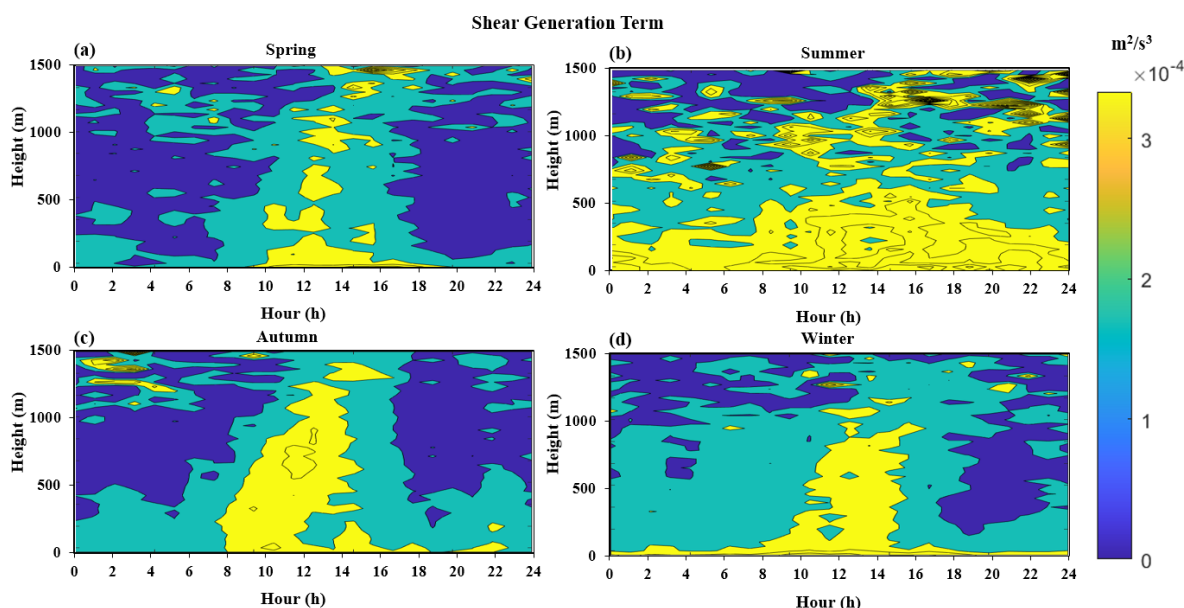 Shear Generation Term
(a) Spring
(b) Summer
m²/s³
×10⁻⁴
Height (m)
1500
1000
500
0
0 2 4 6 8 10 12 14 16 18 20 22 24
Hour (h)
Height (m)
1500
1000
500
0
0 2 4 6 8 10 12 14 16 18 20 22 24
Hour (h)
3
2
1
0
(c) Autumn
(d) Winter
Height (m)
1500
1000
500
0
0 2 4 6 8 10 12 14 16 18 20 22 24
Hour (h)
Height (m)
1500
1000
500
0
0 2 4 6 8 10 12 14 16 18 20 22 24
Hour (h)